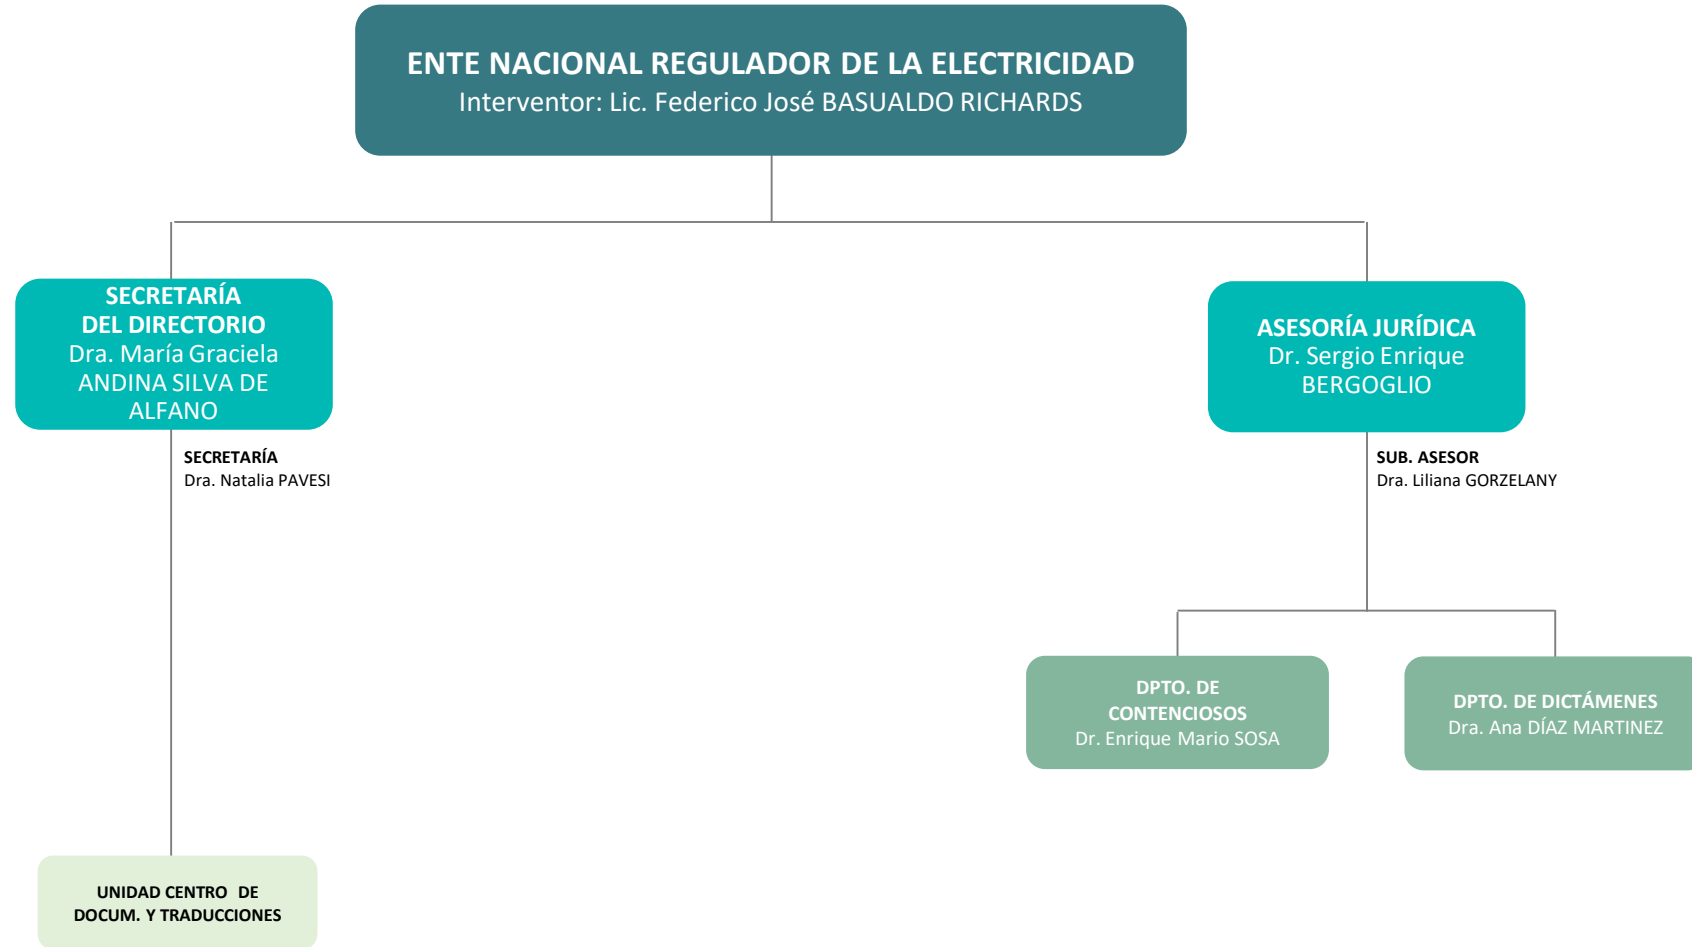 ENTE NACIONAL REGULADOR DE LA ELECTRICIDAD
Interventor: Lic. Federico José BASUALDO RICHARDS
SECRETARÍA
DEL DIRECTORIO
Dra. María Graciela
ANDINA SILVA DE
ALFANO
ASESORÍA JURÍDICA
Dr. Sergio Enrique
BERGOGLIO
SECRETARÍA
Dra. Natalia PAVESI
SUB. ASESOR
Dra. Liliana GORZELANY
DPTO. DE
CONTENCIOSOS
Dr. Enrique Mario SOSA
DPTO. DE DICTÁMENES
Dra. Ana DÍAZ MARTINEZ
UNIDAD CENTRO DE
DOCUM. Y TRADUCCIONES